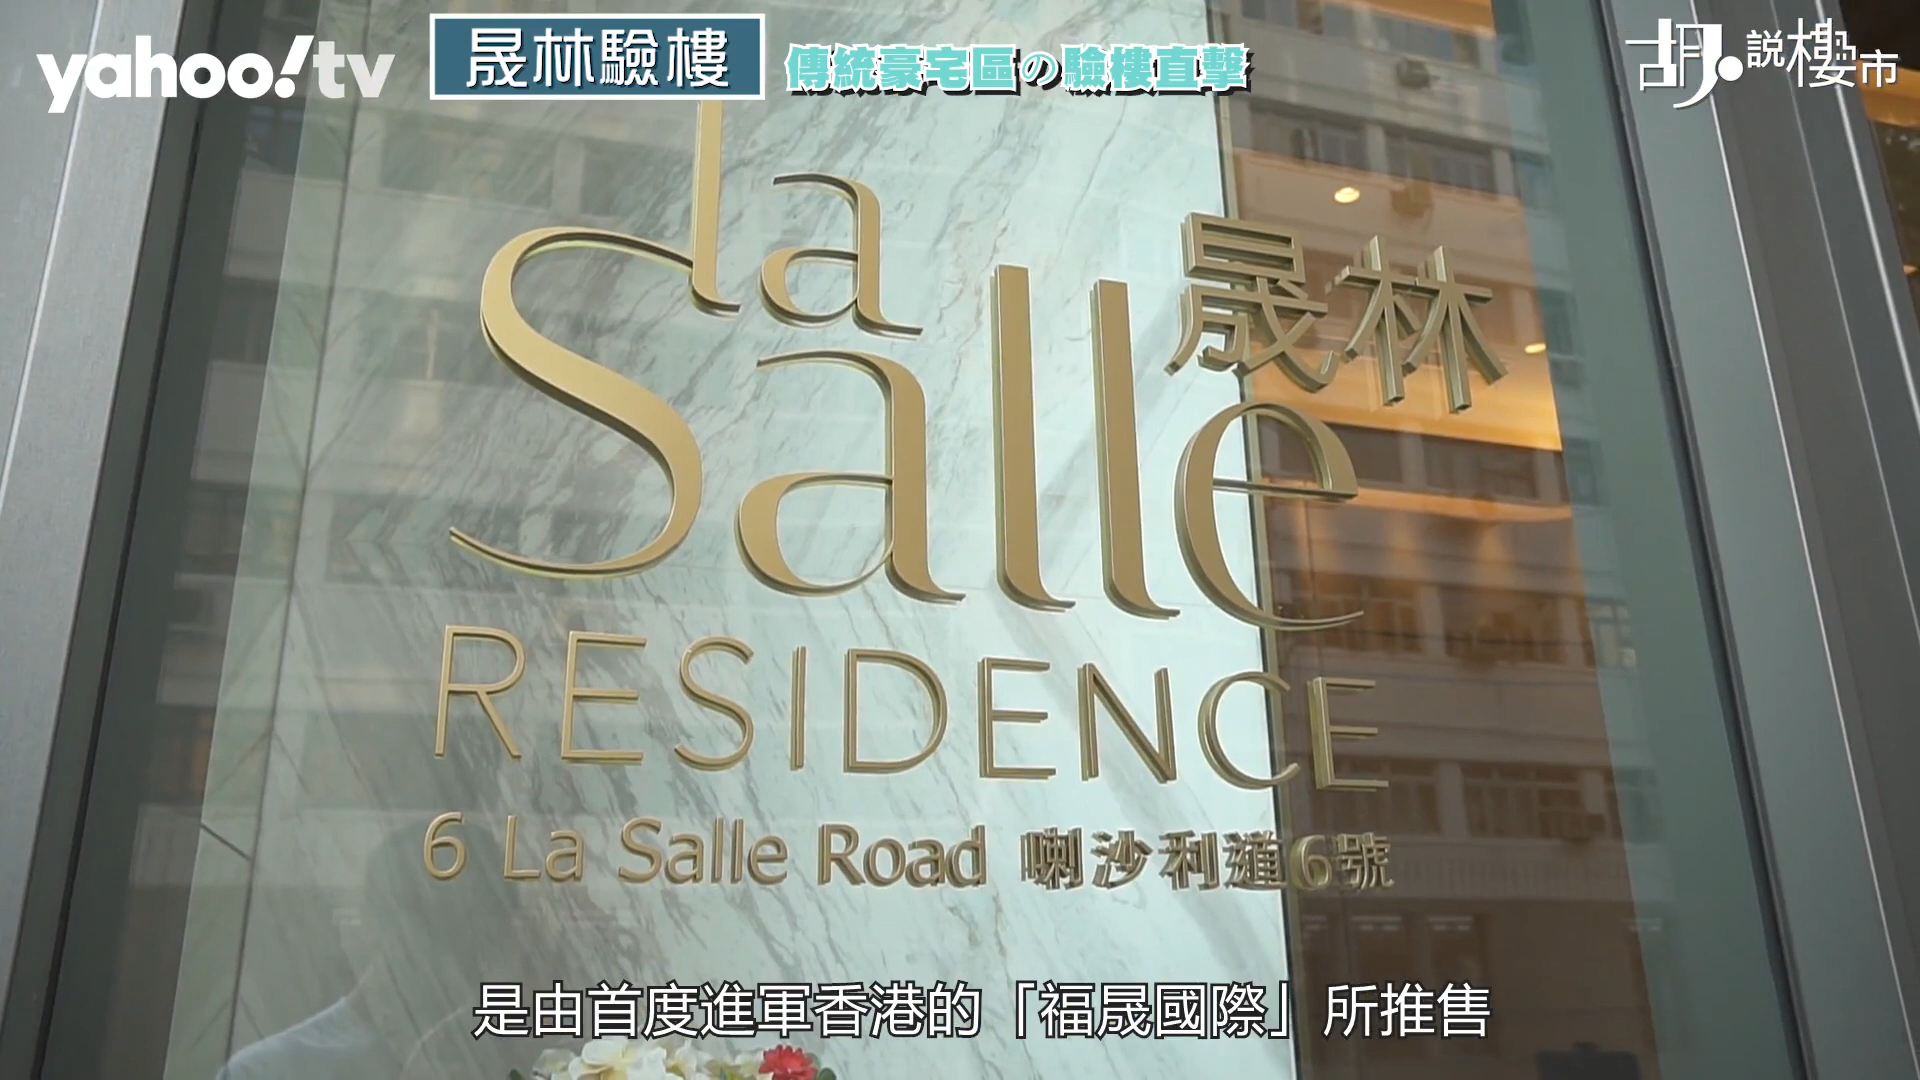 yahoo!tv
晟林驗樓
傳統豪宅區の驗樓直擊
胡.説樓市
la
Salle
晟林
RESIDENCE
6 La Salle Road 喇沙利道6號
是由首度進軍香港的「福晟國際」所推售